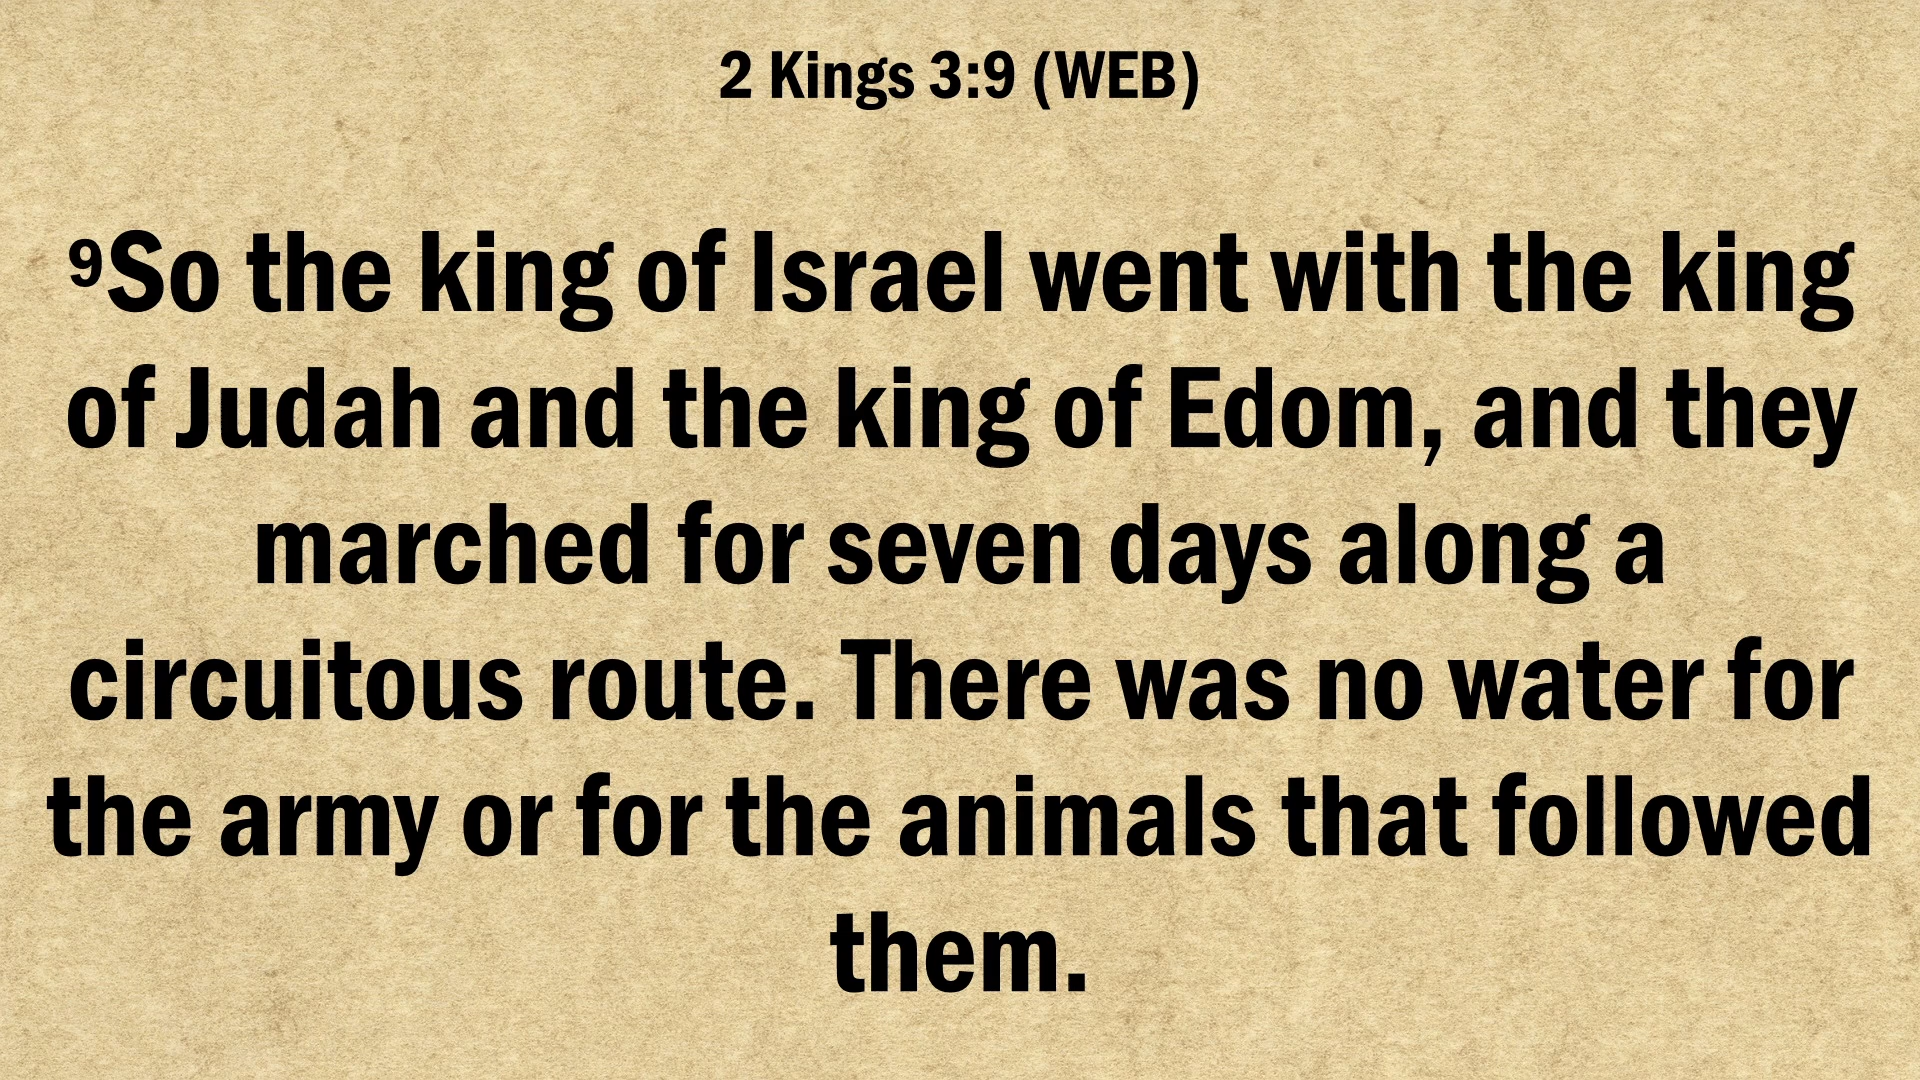 2 Kings 3:9 (WEB)
⁹So the king of Israel went with the king
of Judah and the king of Edom, and they
marched for seven days along a
circuitous route. There was no water for
the army or for the animals that followed
them.